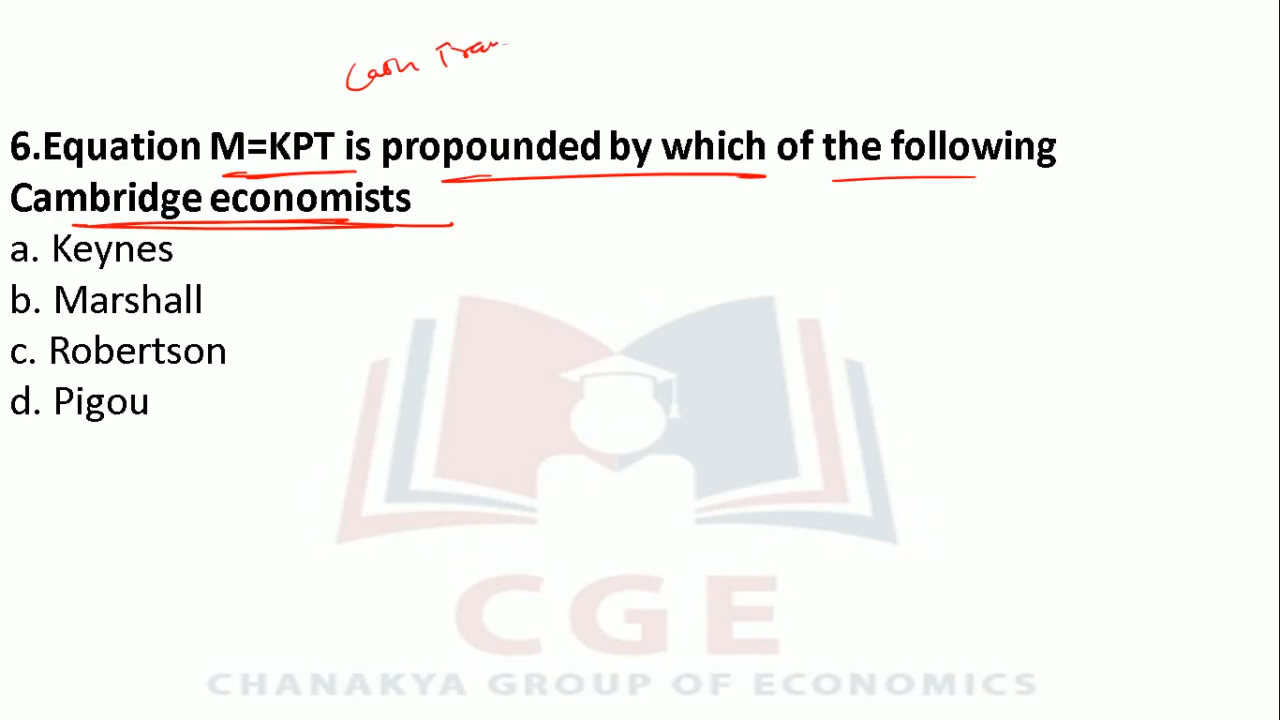 Cash
6.Equation M=KPT is propounded by which of the following
Cambridge economists
a. Keynes
b. Marshall
c. Robertson
d. Pigou
CGE
CHANAKYA GROUP OF ECONOMICS